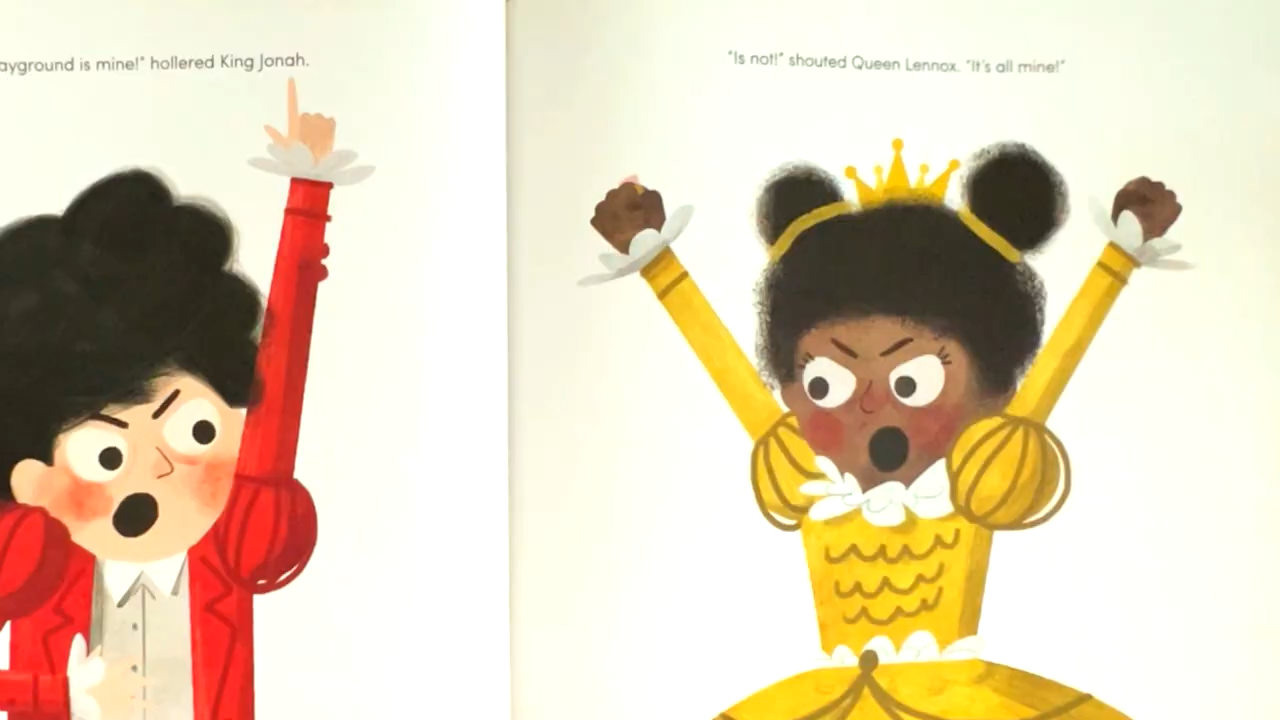 ayground is mine!" hollered King Jonah.
"Is not!" shouted Queen Lennox. "It's all mine!"